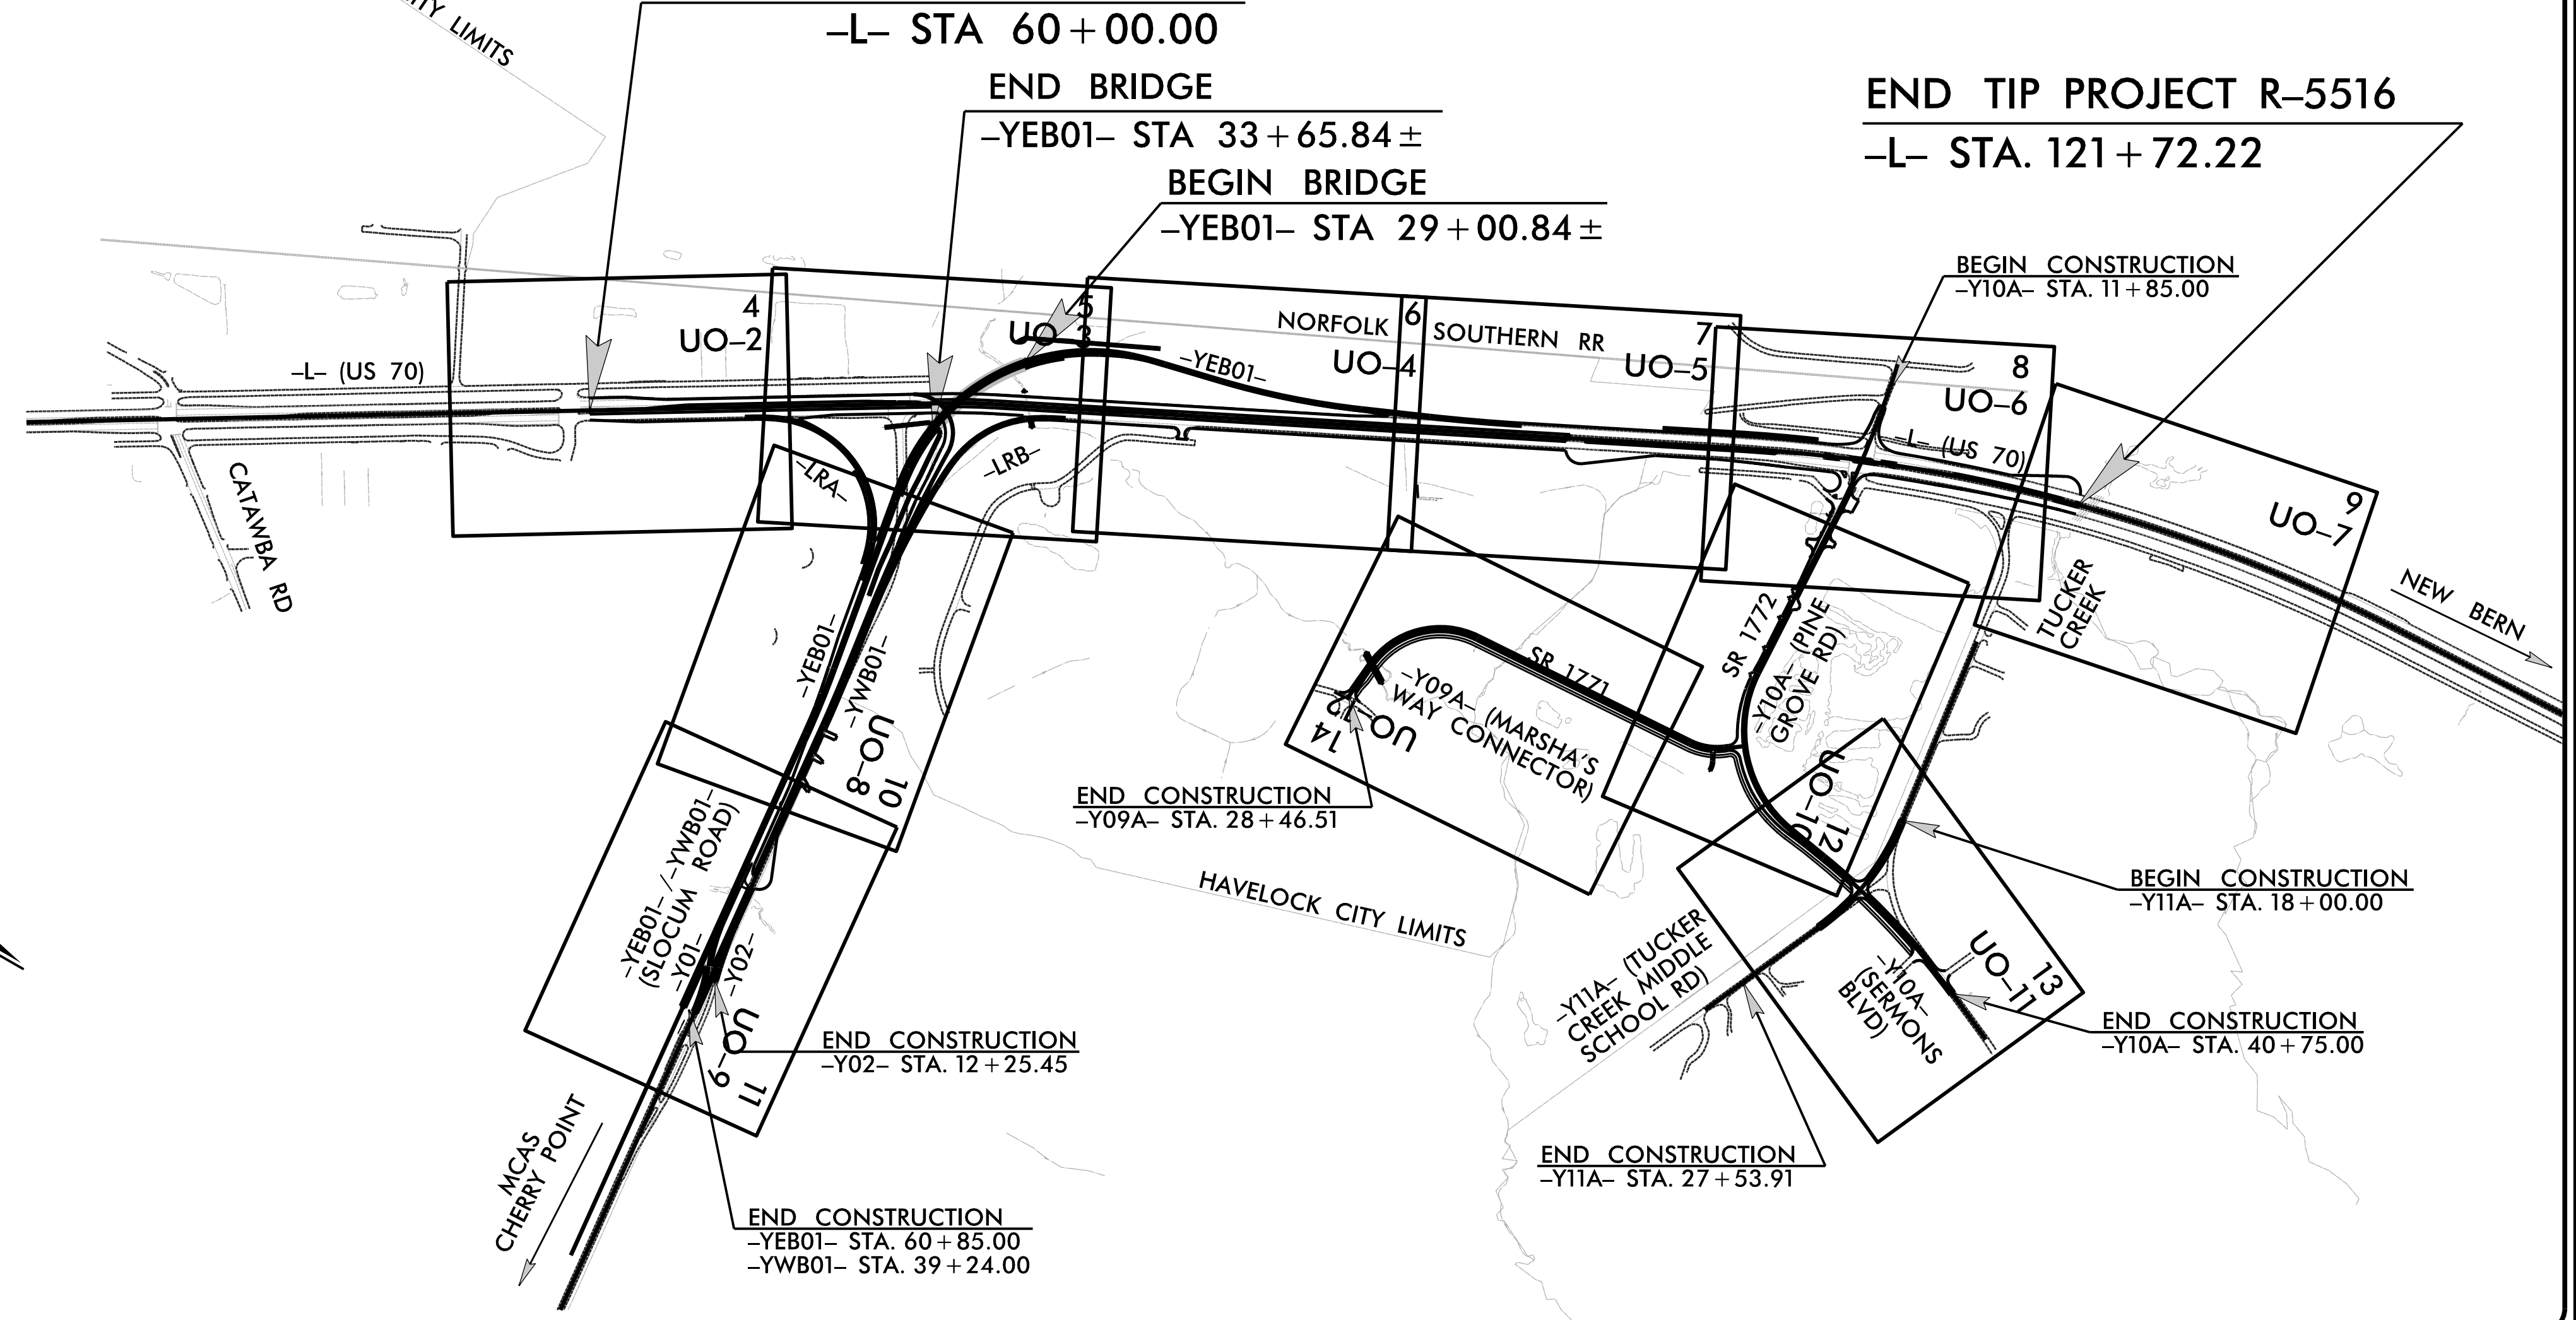 LIMITS
–L– STA 60+00.00
END BRIDGE
–YEB01– STA 33+65.84±
BEGIN BRIDGE
–YEB01– STA 29+00.84±
END TIP PROJECT R–5516
–L– STA. 121+72.22
BEGIN CONSTRUCTION
–Y10A– STA. 11+85.00
4
UO–2
5
UO–3
NORFOLK
6
SOUTHERN RR
UO–4
7
UO–5
8
UO–6
9
UO–7
–L– (US 70)
–YEB01–
–L– (US 70)
CATAWBA RD
–LRA–
–LRB–
TUCKER
CREEK
NEW BERN
–YEB01–
–YWB01–
UO–8
10
SR 1771
–Y09A– (MARSHA'S
WAY CONNECTOR)
SR 1772
–Y10A– (PINE
GROVE RD)
UO–12
14
UO–10
12
END CONSTRUCTION
–Y09A– STA. 28+46.51
HAVELOCK CITY LIMITS
BEGIN CONSTRUCTION
–Y11A– STA. 18+00.00
–YEB01– /–YWB01–
(SLOCUM ROAD)
–Y01–
–Y02–
UO–9
11
–Y11A– (TUCKER
CREEK MIDDLE
SCHOOL RD)
–Y10A–
(SERMONS
BLVD)
UO–11
13
END CONSTRUCTION
–Y02– STA. 12+25.45
END CONSTRUCTION
–Y10A– STA. 40+75.00
END CONSTRUCTION
–Y11A– STA. 27+53.91
MCAS
CHERRY POINT
END CONSTRUCTION
–YEB01– STA. 60+85.00
–YWB01– STA. 39+24.00